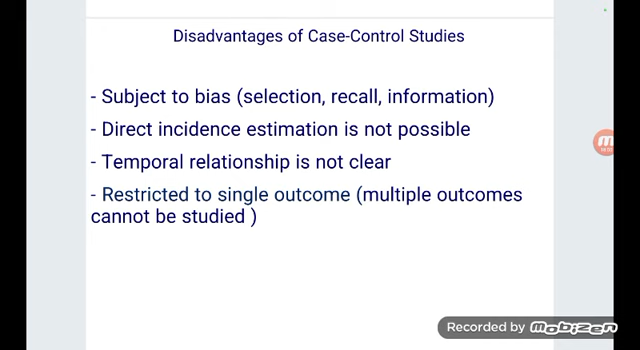 Disadvantages of Case-Control Studies
- Subject to bias (selection, recall, information)
- Direct incidence estimation is not possible
- Temporal relationship is not clear
- Restricted to single outcome (multiple outcomes
cannot be studied )
Recorded by Mobizen